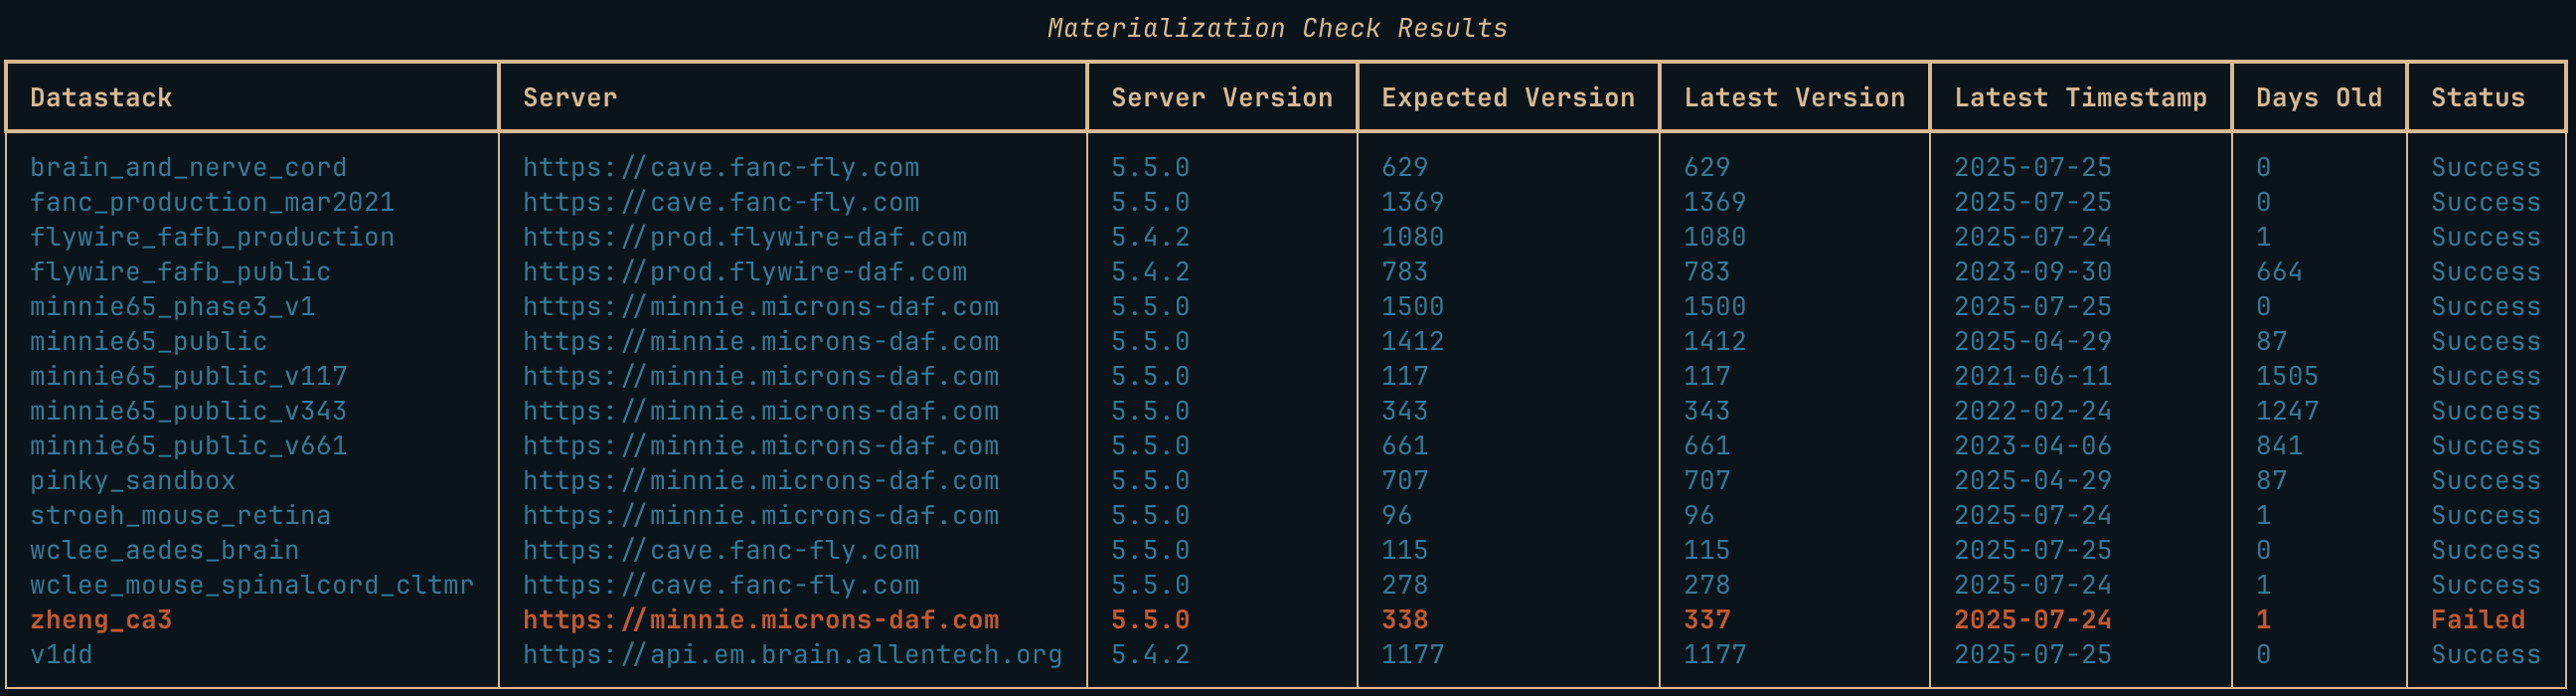 Materialization Check Results
Datastack Server Server Version Expected Version Latest Version Latest Timestamp Days Old Status
brain_and_nerve_cord https://cave.fanc-fly.com 5.5.0 629 629 2025-07-25 0 Success
fanc_production_mar2021 https://cave.fanc-fly.com 5.5.0 1369 1369 2025-07-25 0 Success
flywire_fafb_production https://prod.flywire-daf.com 5.4.2 1080 1080 2025-07-24 1 Success
flywire_fafb_public https://prod.flywire-daf.com 5.4.2 783 783 2023-09-30 664 Success
minnie65_phase3_v1 https://minnie.microns-daf.com 5.5.0 1500 1500 2025-07-25 0 Success
minnie65_public https://minnie.microns-daf.com 5.5.0 1412 1412 2025-04-29 87 Success
minnie65_public_v117 https://minnie.microns-daf.com 5.5.0 117 117 2021-06-11 1505 Success
minnie65_public_v343 https://minnie.microns-daf.com 5.5.0 343 343 2022-02-24 1247 Success
minnie65_public_v661 https://minnie.microns-daf.com 5.5.0 661 661 2023-04-06 841 Success
pinky_sandbox https://minnie.microns-daf.com 5.5.0 707 707 2025-04-29 87 Success
stroeh_mouse_retina https://minnie.microns-daf.com 5.5.0 96 96 2025-07-24 1 Success
wclee_aedes_brain https://cave.fanc-fly.com 5.5.0 115 115 2025-07-25 0 Success
wclee_mouse_spinalcord_cltmr https://cave.fanc-fly.com 5.5.0 278 278 2025-07-24 1 Success
zheng_ca3 https://minnie.microns-daf.com 5.5.0 338 337 2025-07-24 1 Failed
v1dd https://api.em.brain.allentech.org 5.4.2 1177 1177 2025-07-25 0 Success